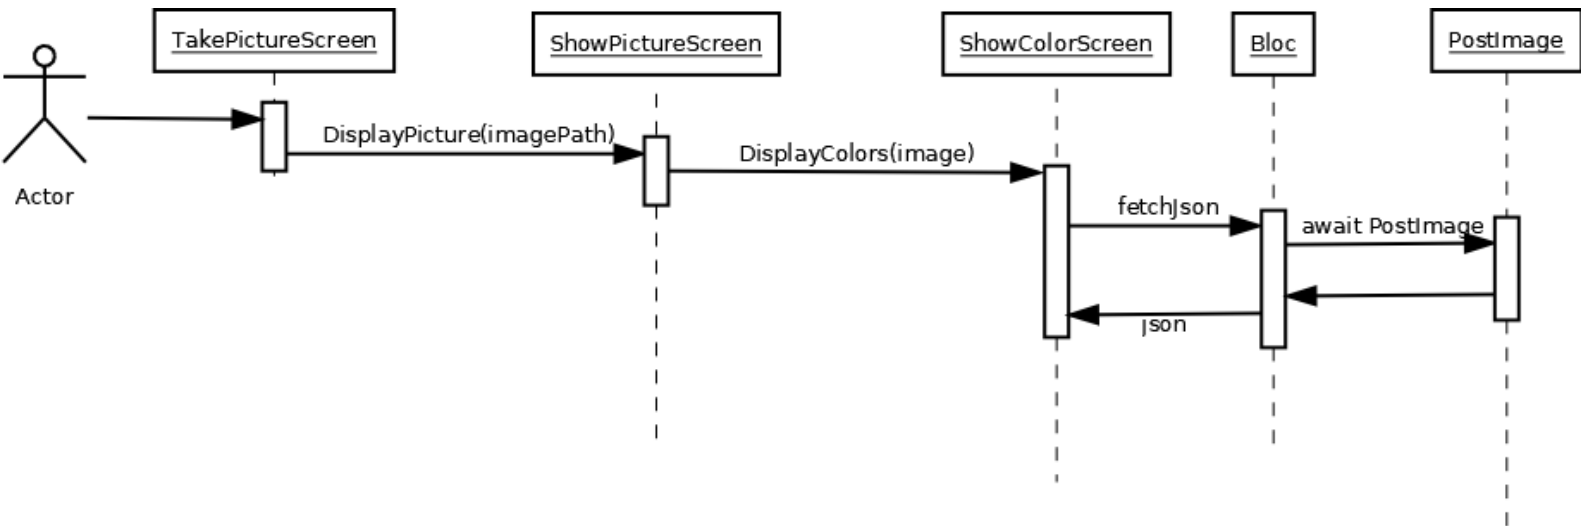 TakePictureScreen
ShowPictureScreen
ShowColorScreen
Bloc
PostImage
DisplayPicture(imagePath)
DisplayColors(image)
Actor
fetchJson
await PostImage
json